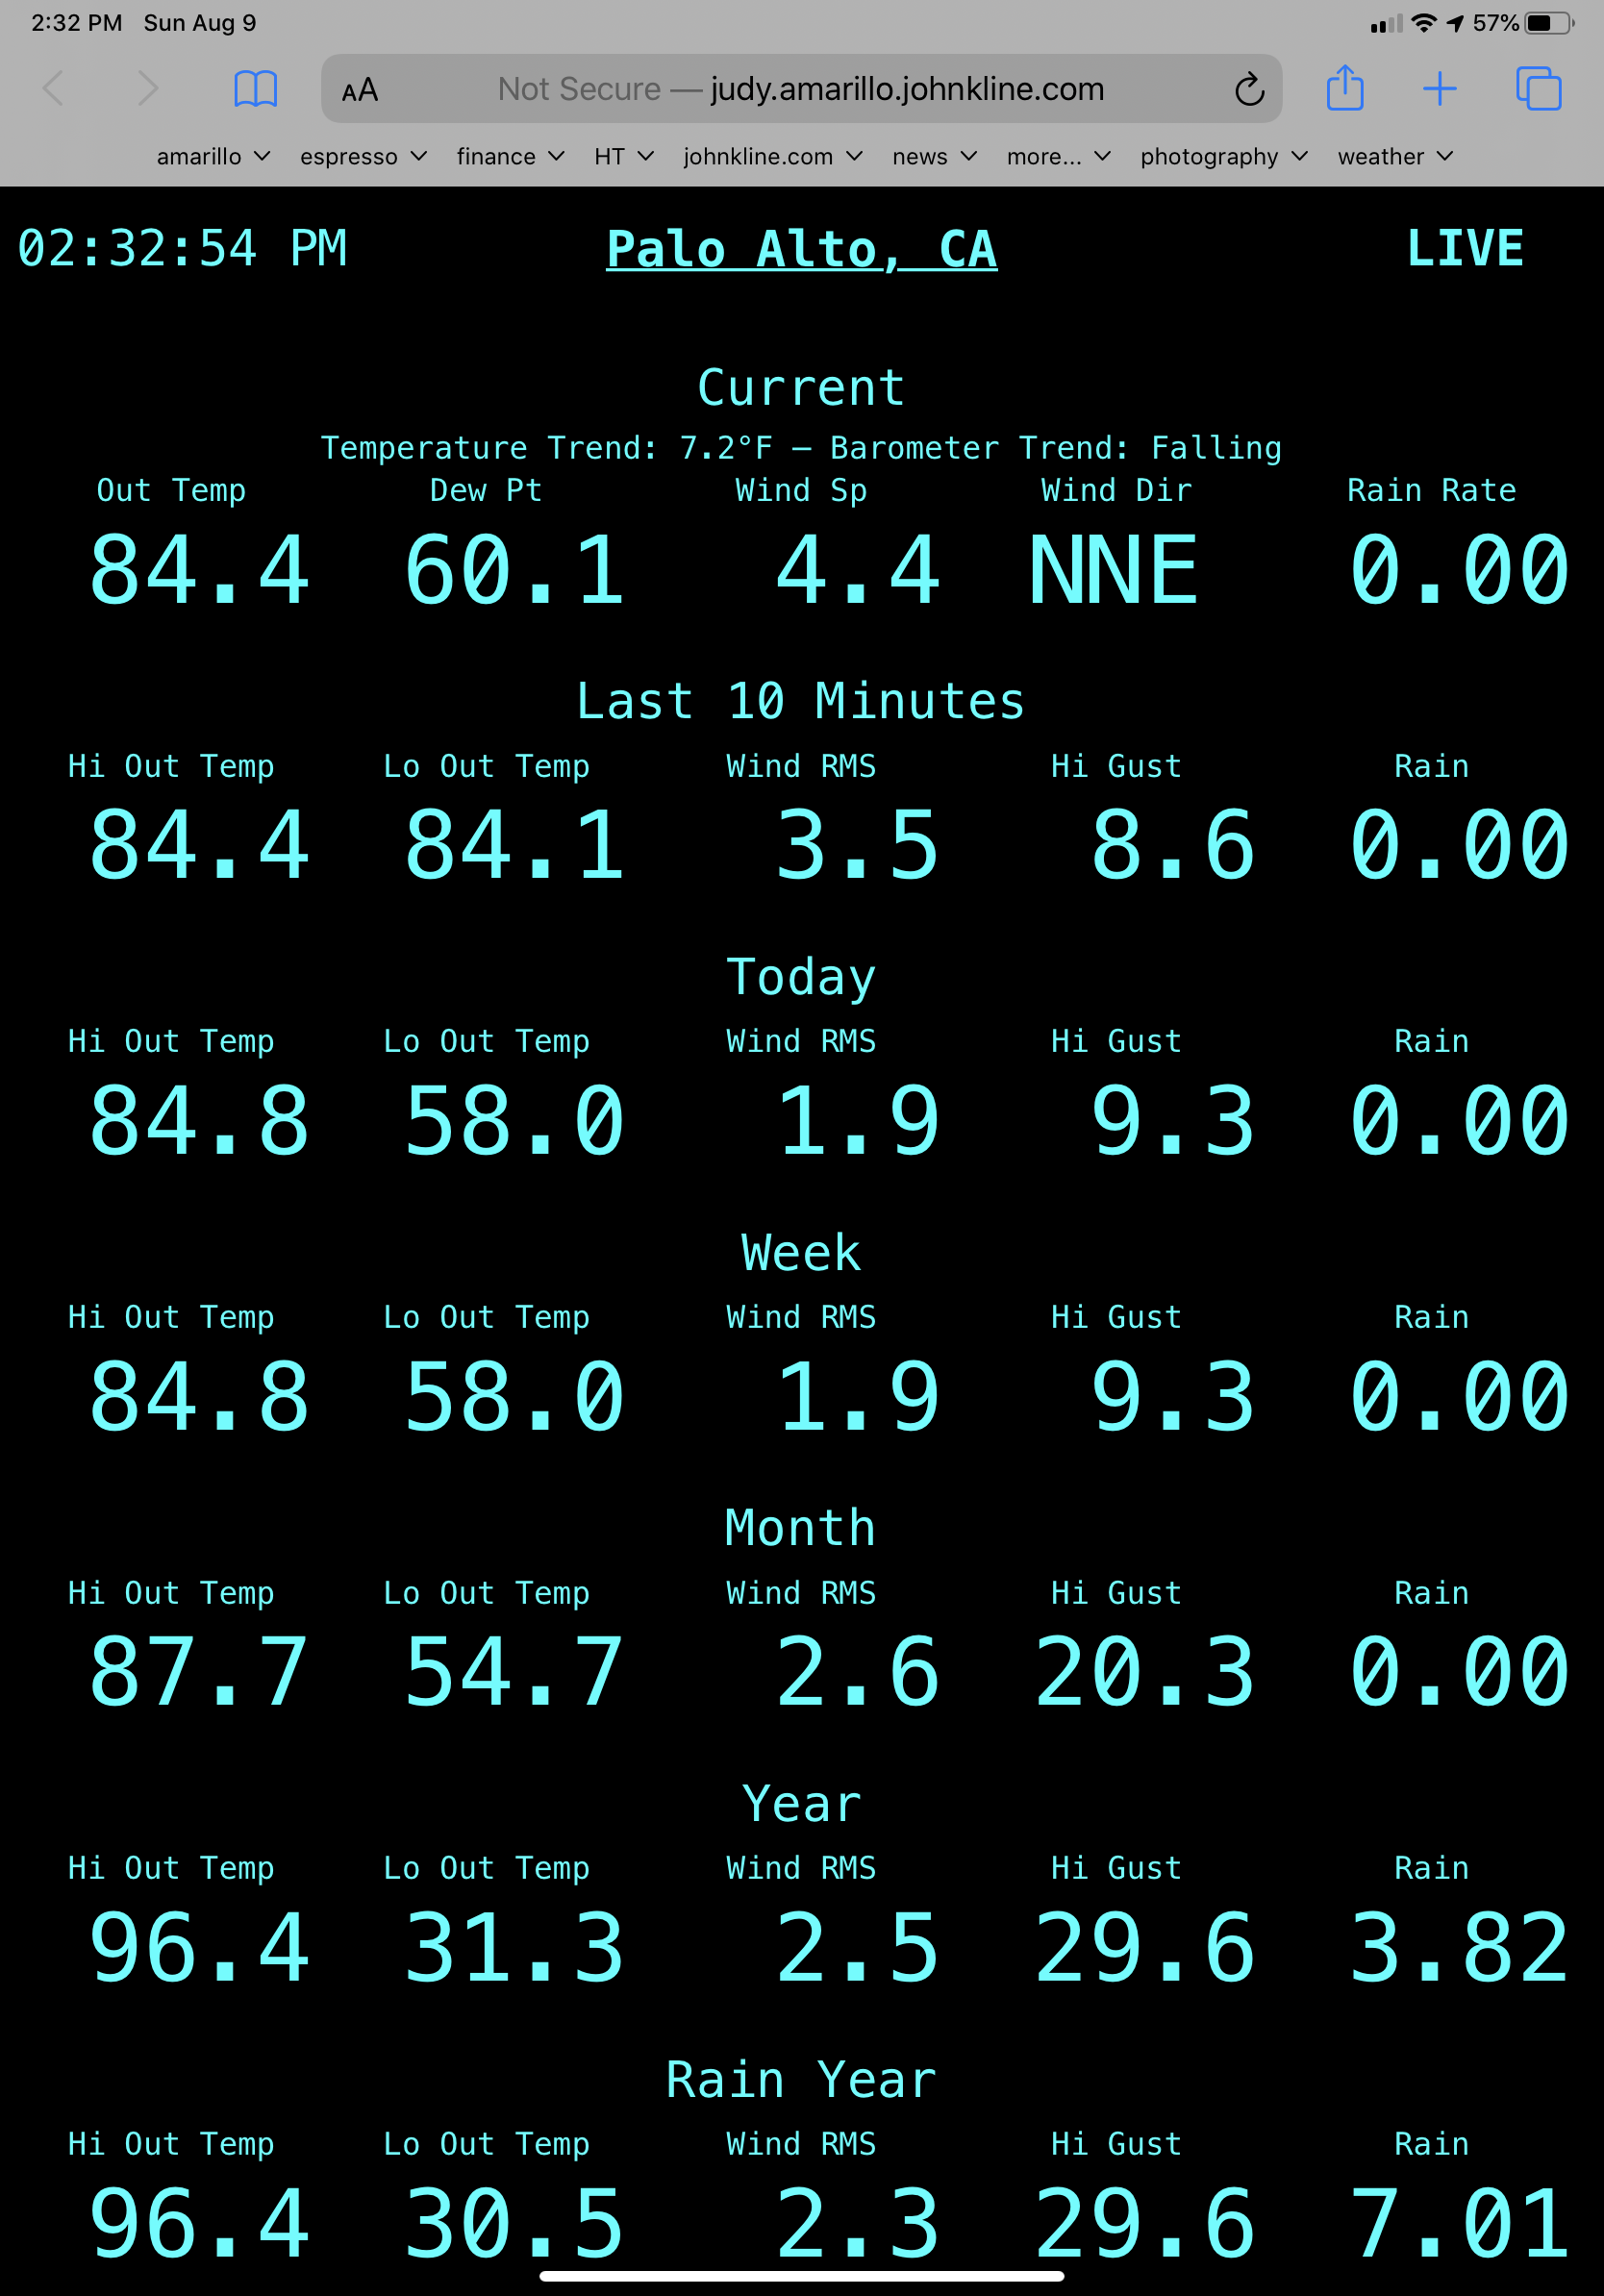 2:32 PM Sun Aug 9 57%
AA Not Secure — judy.amarillo.johnkline.com
amarillo espresso finance HT johnkline.com news more... photography weather
02:32:54 PM Palo Alto, CA LIVE
Current
Temperature Trend: 7.2°F — Barometer Trend: Falling
Out Temp Dew Pt Wind Sp Wind Dir Rain Rate
84.4 60.1 4.4 NNE 0.00
Last 10 Minutes
Hi Out Temp Lo Out Temp Wind RMS Hi Gust Rain
84.4 84.1 3.5 8.6 0.00
Today
Hi Out Temp Lo Out Temp Wind RMS Hi Gust Rain
84.8 58.0 1.9 9.3 0.00
Week
Hi Out Temp Lo Out Temp Wind RMS Hi Gust Rain
84.8 58.0 1.9 9.3 0.00
Month
Hi Out Temp Lo Out Temp Wind RMS Hi Gust Rain
87.7 54.7 2.6 20.3 0.00
Year
Hi Out Temp Lo Out Temp Wind RMS Hi Gust Rain
96.4 31.3 2.5 29.6 3.82
Rain Year
Hi Out Temp Lo Out Temp Wind RMS Hi Gust Rain
96.4 30.5 2.3 29.6 7.01